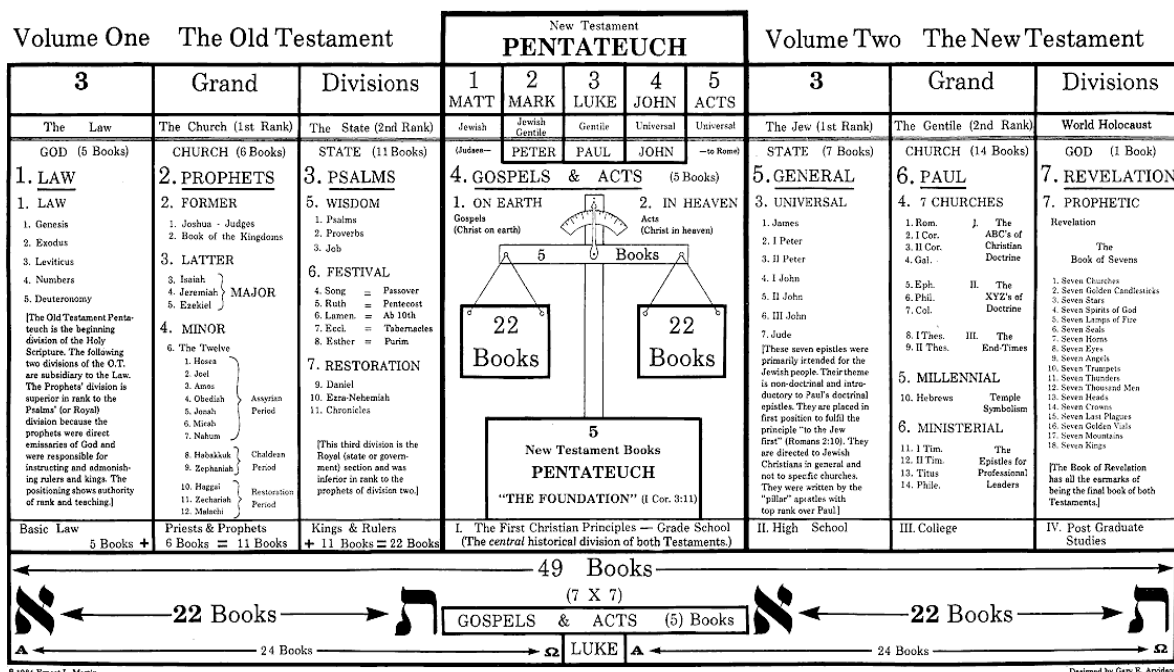 Volume One The Old Testament
New Testament
PENTATEUCH
Volume Two The New Testament
3 Grand Divisions
The Law
The Church (1st Rank)
The State (2nd Rank)
GOD (5 Books)
1. LAW
1. LAW
1. Genesis
2. Exodus
3. Leviticus
4. Numbers
5. Deuteronomy
[The Old Testament Penta-
teuch is the beginning
division of the Holy
Scripture. The following
two divisions of the O.T.
are subsidiary to the Law.
The Prophets' division is
superior in rank to the
Psalms' (or Royal)
division because the
prophets were direct
emissaries of God and
were responsible for
instructing and admonish-
ing rulers and kings. The
positioning shows authority
of rank and teaching.]
Basic Law
5 Books +
CHURCH (6 Books)
2. PROPHETS
2. FORMER
1. Joshua - Judges
2. Book of the Kingdoms
3. LATTER
3. Isaiah
4. Jeremiah
5. Ezekiel
MAJOR
4. MINOR
6. The Twelve
1. Hosea
2. Joel
3. Amos
4. Obediah
5. Jonah
6. Micah
7. Nahum
Assyrian
Period
8. Habakkuk
9. Zephaniah
Chaldean
Period
10. Haggai
11. Zechariah
12. Malachi
Restoration
Period
Priests & Prophets
6 Books = 11 Books
STATE (11 Books)
3. PSALMS
5. WISDOM
1. Psalms
2. Proverbs
3. Job
6. FESTIVAL
4. Song = Passover
5. Ruth = Pentecost
6. Lamen. = Ab 10th
7. Eccl. = Tabernacles
8. Esther = Purim
7. RESTORATION
9. Daniel
10. Ezra-Nehemiah
11. Chronicles
[This third division is the
Royal (state or govern-
ment) section and was
inferior in rank to the
prophets of division two.]
Kings & Rulers
+ 11 Books = 22 Books
1 2 3 4 5
MATT MARK LUKE JOHN ACTS
Jewish
Jewish
Gentile
Gentile
Universal
Universal
(Judaea—
PETER PAUL JOHN
—to Rome)
4. GOSPELS & ACTS (5 Books)
1. ON EARTH
Gospels
(Christ on earth)
2. IN HEAVEN
Acts
(Christ in heaven)
5 Books
22
Books
22
Books
5
New Testament Books
PENTATEUCH
"THE FOUNDATION" (I Cor. 3:11)
I. The First Christian Principles — Grade School
(The central historical division of both Testaments.)
3 Grand Divisions
The Jew (1st Rank)
The Gentile (2nd Rank)
World Holocaust
STATE (7 Books)
5. GENERAL
3. UNIVERSAL
1. James
2. I Peter
3. II Peter
4. I John
5. II John
6. III John
7. Jude
[These seven epistles were
primarily intended for the
Jewish people. Their theme
is non-doctrinal and intro-
ductory to Paul's doctrinal
epistles. They are placed in
first position to fulfil the
principle "to the Jew
first" (Romans 2:10). They
are directed to Jewish
Christians in general and
not to specific churches.
They were written by the
"pillar" apostles with
top rank over Paul]
II. High School
CHURCH (14 Books)
6. PAUL
4. 7 CHURCHES
1. Rom.
2. I Cor.
3. II Cor.
4. Gal.
I. The
ABC's of
Christian
Doctrine
5. Eph.
6. Phil.
7. Col.
II. The
XYZ's of
Doctrine
8. I Thes.
9. II Thes.
III. The
End-Times
5. MILLENNIAL
10. Hebrews
Temple
Symbolism
6. MINISTERIAL
11. I Tim.
12. II Tim.
13. Titus
14. Phile.
The
Epistles for
Professional
Leaders
III. College
GOD (1 Book)
7. REVELATION
7. PROPHETIC
Revelation
The
Book of Sevens
1. Seven Churches
2. Seven Golden Candlesticks
3. Seven Stars
4. Seven Spirits of God
5. Seven Lamps of Fire
6. Seven Seals
7. Seven Horns
8. Seven Eyes
9. Seven Angels
10. Seven Trumpets
11. Seven Thunders
12. Seven Thousand Men
13. Seven Heads
14. Seven Crowns
15. Seven Last Plagues
16. Seven Golden Vials
17. Seven Mountains
18. Seven Kings
[The Book of Revelation
has all the earmarks of
being the final book of both
Testaments.]
IV. Post Graduate
Studies
49 Books
(7 X 7)
א 22 Books ת
GOSPELS & ACTS (5) Books
א 22 Books ת
Α 24 Books Ω
LUKE
Α 24 Books Ω
Designed by Gary E.